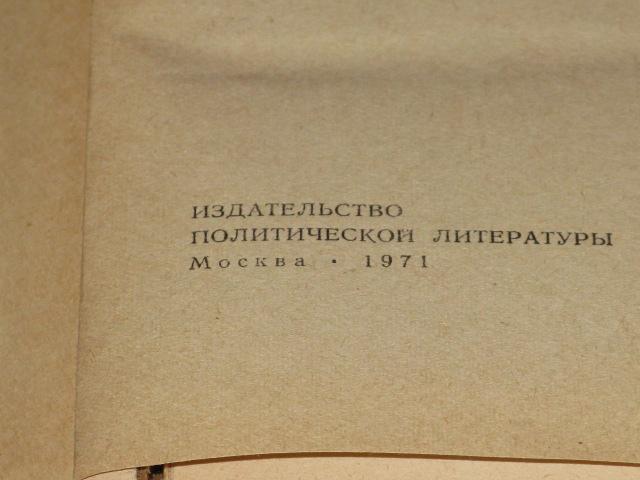 ИЗДАТЕЛЬСТВО
ПОЛИТИЧЕСКОЙ ЛИТЕРАТУРЫ
Москва · 1971